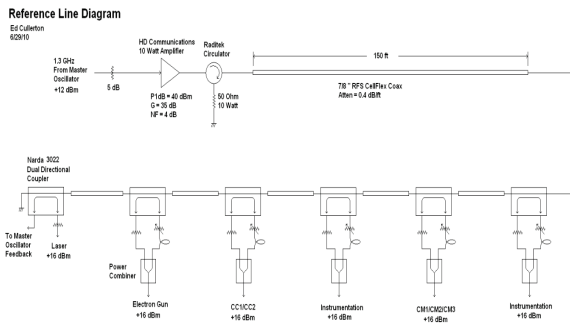 Reference Line Diagram
Ed Cullerton
6/29/10
1.3 GHz
From Master
Oscillator
+12 dBm
5 dB
HD Communications
10 Watt Amplifier
P1dB = 40 dBm
G = 35 dB
NF = 4 dB
Raditek
Circulator
50 Ohm
10 Watt
150 ft
7/8 " RFS CellFlex Coax
Atten = 0.4 dB/ft
Narda 3022
Dual Directional
Coupler
To Master
Oscillator
Feedback
Laser
+16 dBm
Power
Combiner
Electron Gun
+16 dBm
CC1/CC2
+16 dBm
Instrumentation
+16 dBm
CM1/CM2/CM3
+16 dBm
Instrumentation
+16 dBm